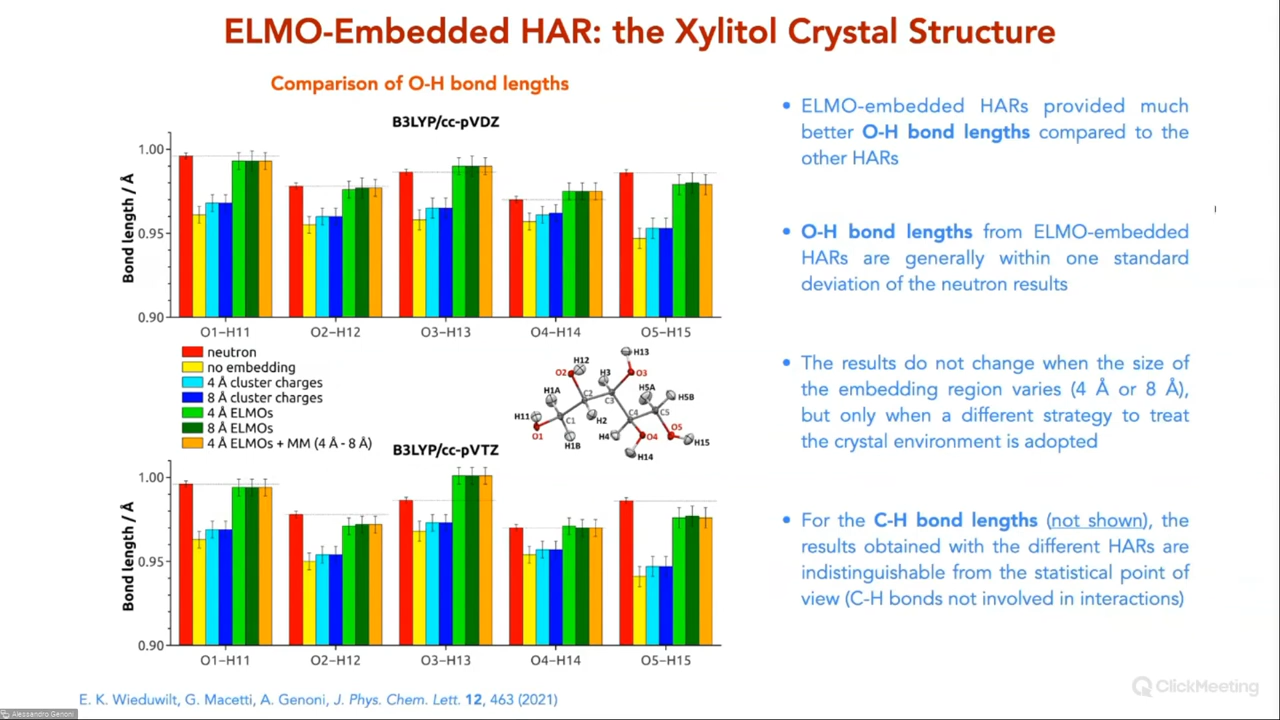 ELMO-Embedded HAR: the Xylitol Crystal Structure
Comparison of O-H bond lengths
B3LYP/cc-pVDZ
Bond length / Å
1.00
0.95
0.90
O1−H11 O2−H12 O3−H13 O4−H14 O5−H15
neutron
no embedding
4 Å cluster charges
8 Å cluster charges
4 Å ELMOs
8 Å ELMOs
4 Å ELMOs + MM (4 Å - 8 Å)
H13
H12
O2
H3
O3
H1A
C2
C3
H5A
H5B
H11
C1
H2
C4
C5
O1
H4
O4
O5
H1B
H15
H14
B3LYP/cc-pVTZ
Bond length / Å
1.00
0.95
0.90
O1−H11 O2−H12 O3−H13 O4−H14 O5−H15
• ELMO-embedded HARs provided much
better O-H bond lengths compared to the
other HARs
• O-H bond lengths from ELMO-embedded
HARs are generally within one standard
deviation of the neutron results
• The results do not change when the size of
the embedding region varies (4 Å or 8 Å),
but only when a different strategy to treat
the crystal environment is adopted
• For the C-H bond lengths (not shown), the
results obtained with the different HARs are
indistinguishable from the statistical point of
view (C-H bonds not involved in interactions)
E. K. Wieduwilt, G. Macetti, A. Genoni, J. Phys. Chem. Lett. 12, 463 (2021)
ClickMeeting
Alessandro Genoni